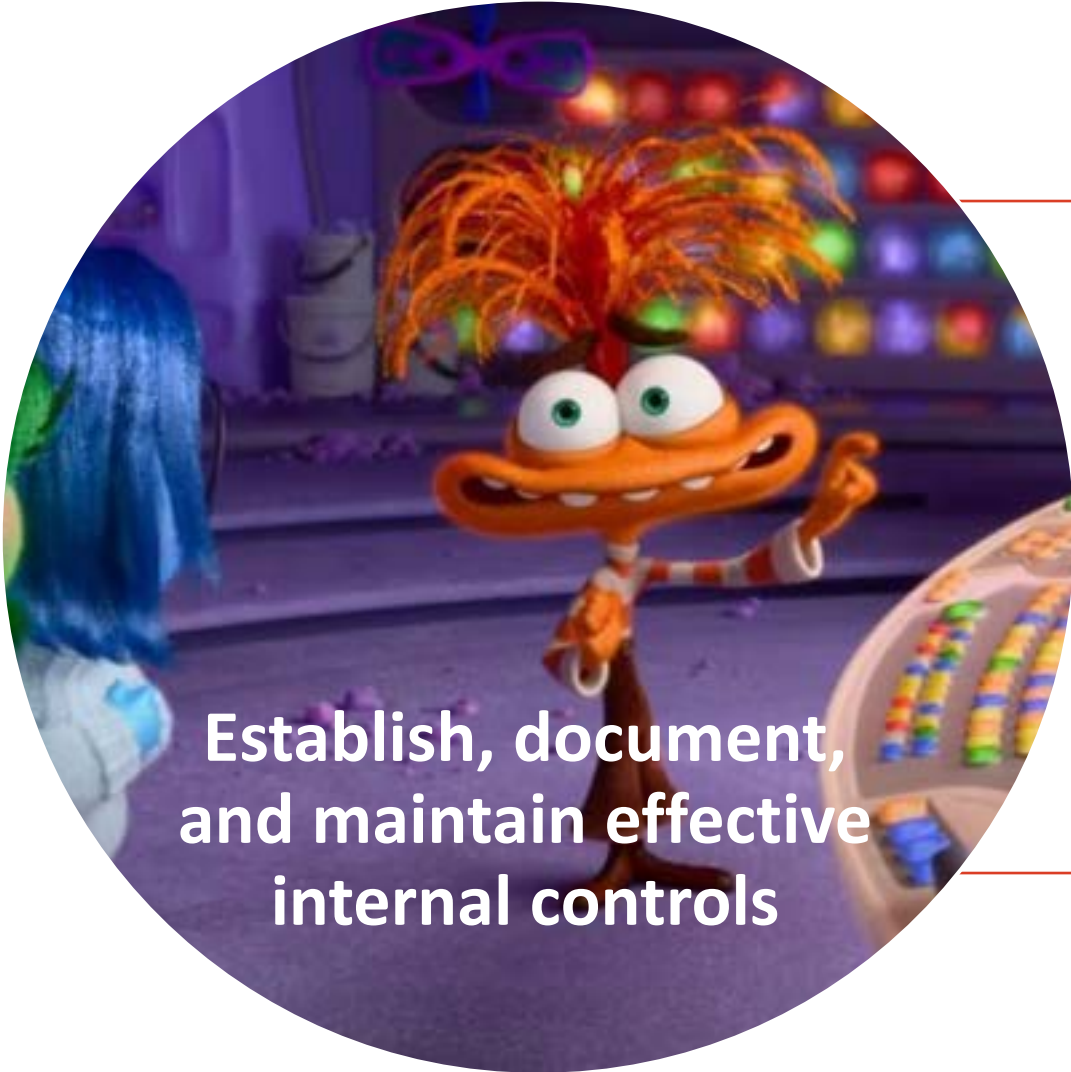 Establish, document,
and maintain effective
internal controls